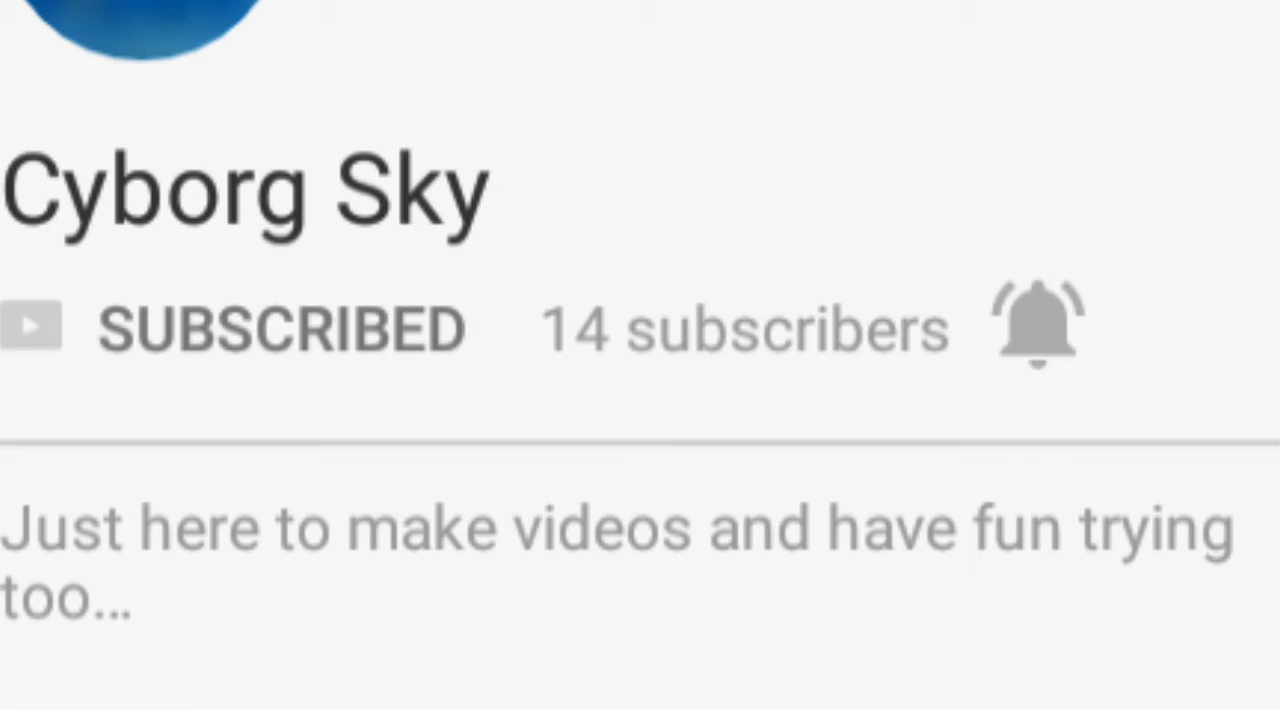 Cyborg Sky
SUBSCRIBED 14 subscribers
Just here to make videos and have fun trying
too...